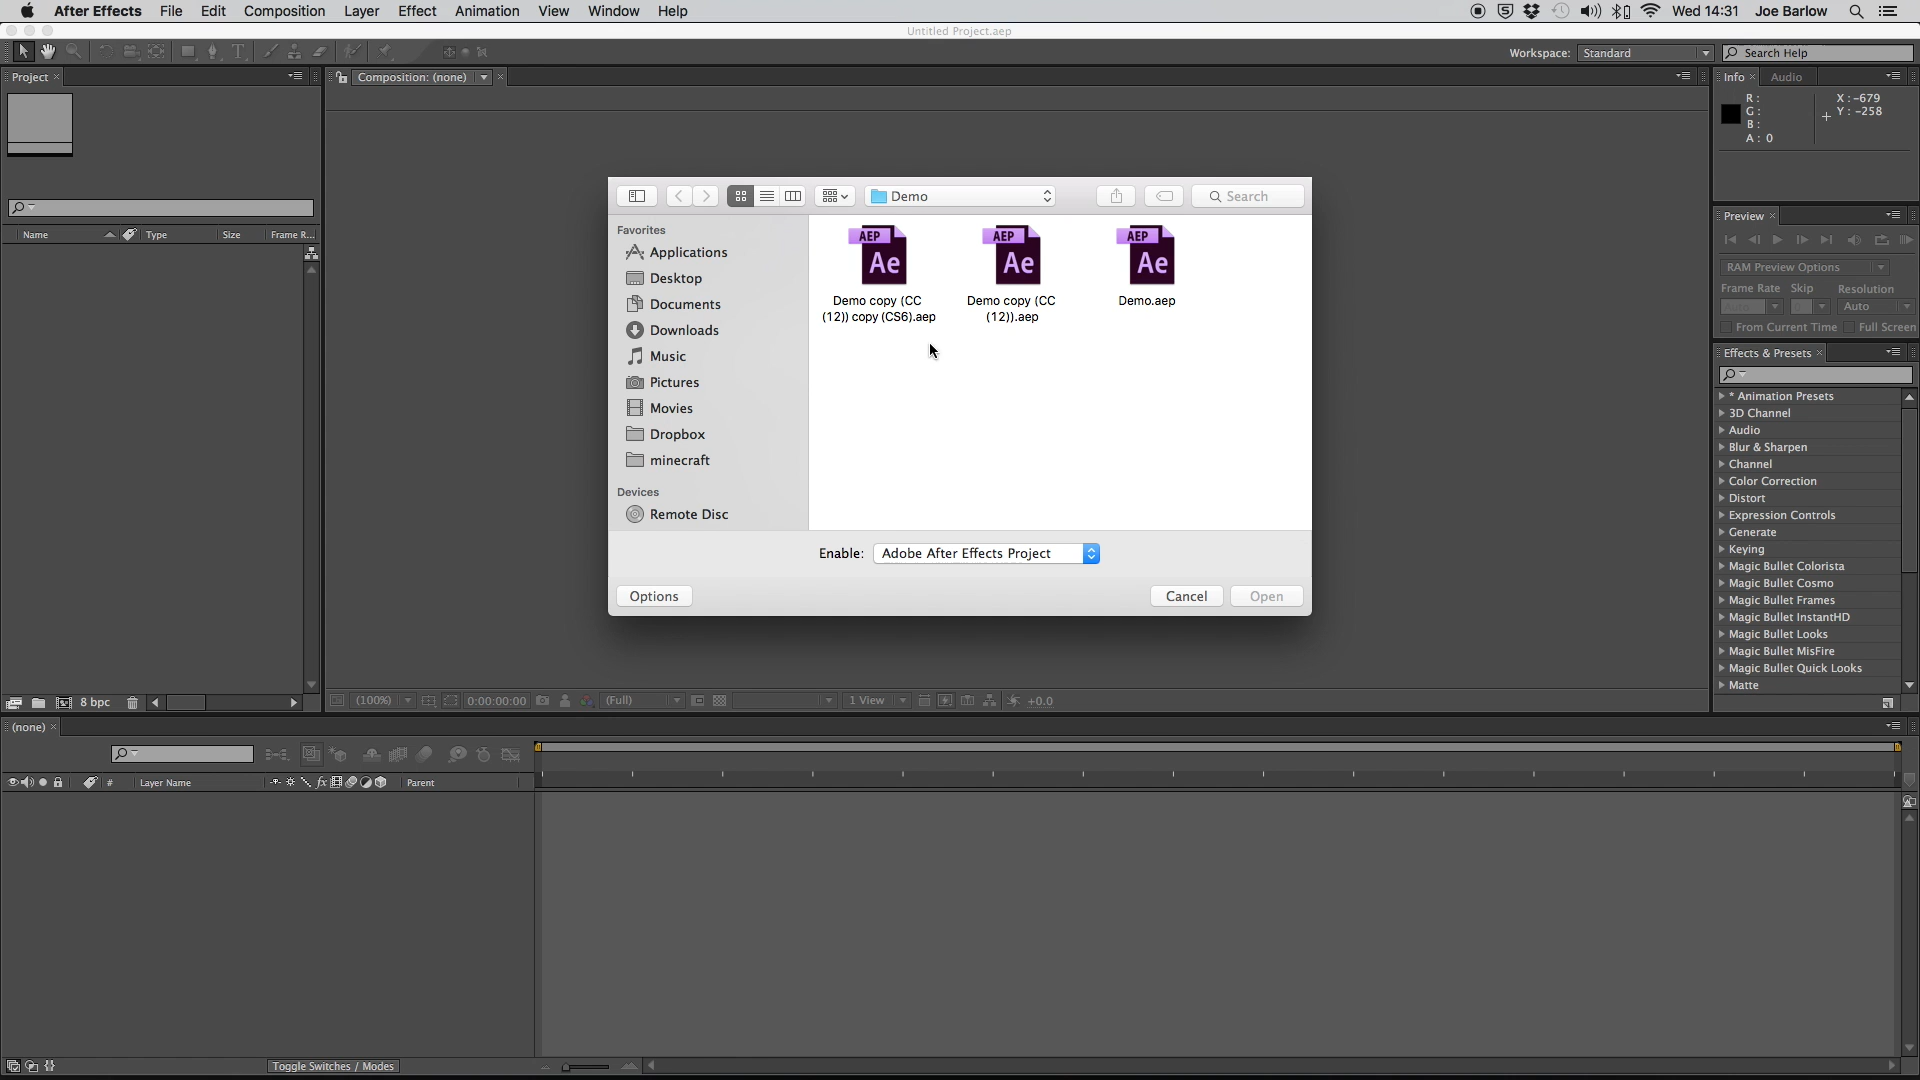 After Effects File Edit Composition Layer Effect Animation View Window Help Wed 14:31 Joe Barlow
Untitled Project.aep
Workspace: Standard Search Help
Project Composition: (none) Info Audio
R: X: -679
G: Y: -258
B:
A: 0
Demo Search
Favorites
Applications
Desktop
Documents
Downloads
Music
Pictures
Movies
Dropbox
minecraft
Devices
Remote Disc
AEP Ae
Demo copy (CC
(12)) copy (CS6).aep
AEP Ae
Demo copy (CC
(12)).aep
AEP Ae
Demo.aep
Enable: Adobe After Effects Project
Options Cancel Open
Name Type Size Frame R...
Preview
RAM Preview Options
Frame Rate Skip Resolution
Auto 0 Auto
From Current Time Full Screen
Effects & Presets
* Animation Presets
3D Channel
Audio
Blur & Sharpen
Channel
Color Correction
Distort
Expression Controls
Generate
Keying
Magic Bullet Colorista
Magic Bullet Cosmo
Magic Bullet Frames
Magic Bullet InstantHD
Magic Bullet Looks
Magic Bullet MisFire
Magic Bullet Quick Looks
Matte
8 bpc (100%) 0:00:00:00 (Full) 1 View +0.0
(none)
# Layer Name fx Parent
Toggle Switches / Modes